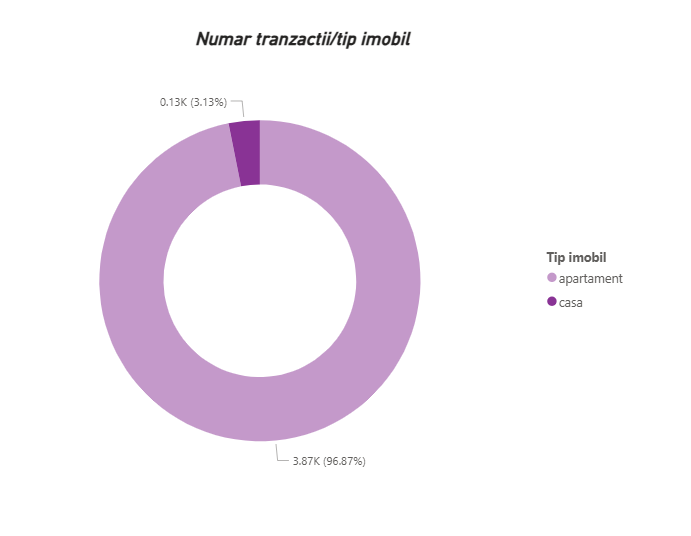 Numar tranzactii/tip imobil
0.13K (3.13%)
Tip imobil
apartament
casa
3.87K (96.87%)